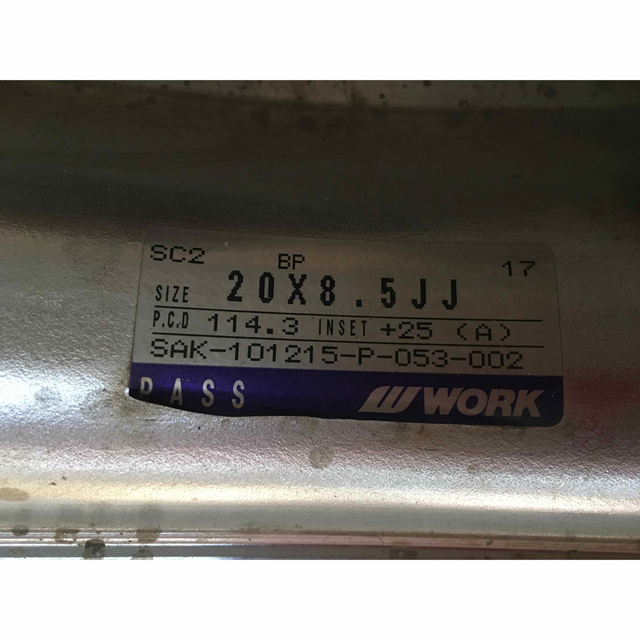 SC2 BP 17
SIZE 20X8.5JJ
P.C.D 114.3 INSET +25 (A)
SAK-101215-P-053-002
PASS W WORK